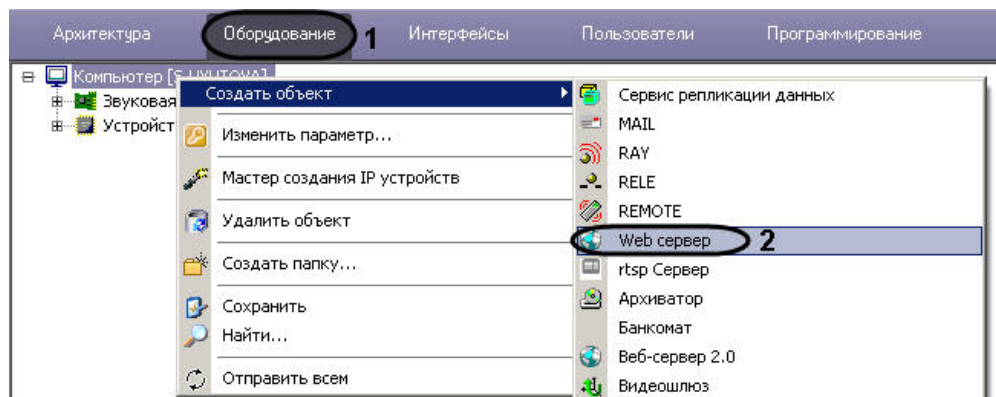 Архитектура Оборудование 1 Интерфейсы Пользователи Программирование
Компьютер
Звуковая
Устройст
Создать объект
Изменить параметр...
Мастер создания IP устройств
Удалить объект
Создать папку...
Сохранить
Найти...
Отправить всем
Сервис репликации данных
MAIL
RAY
RELE
REMOTE
Web сервер 2
rtsp Сервер
Архиватор
Банкомат
Веб-сервер 2.0
Видеошлюз